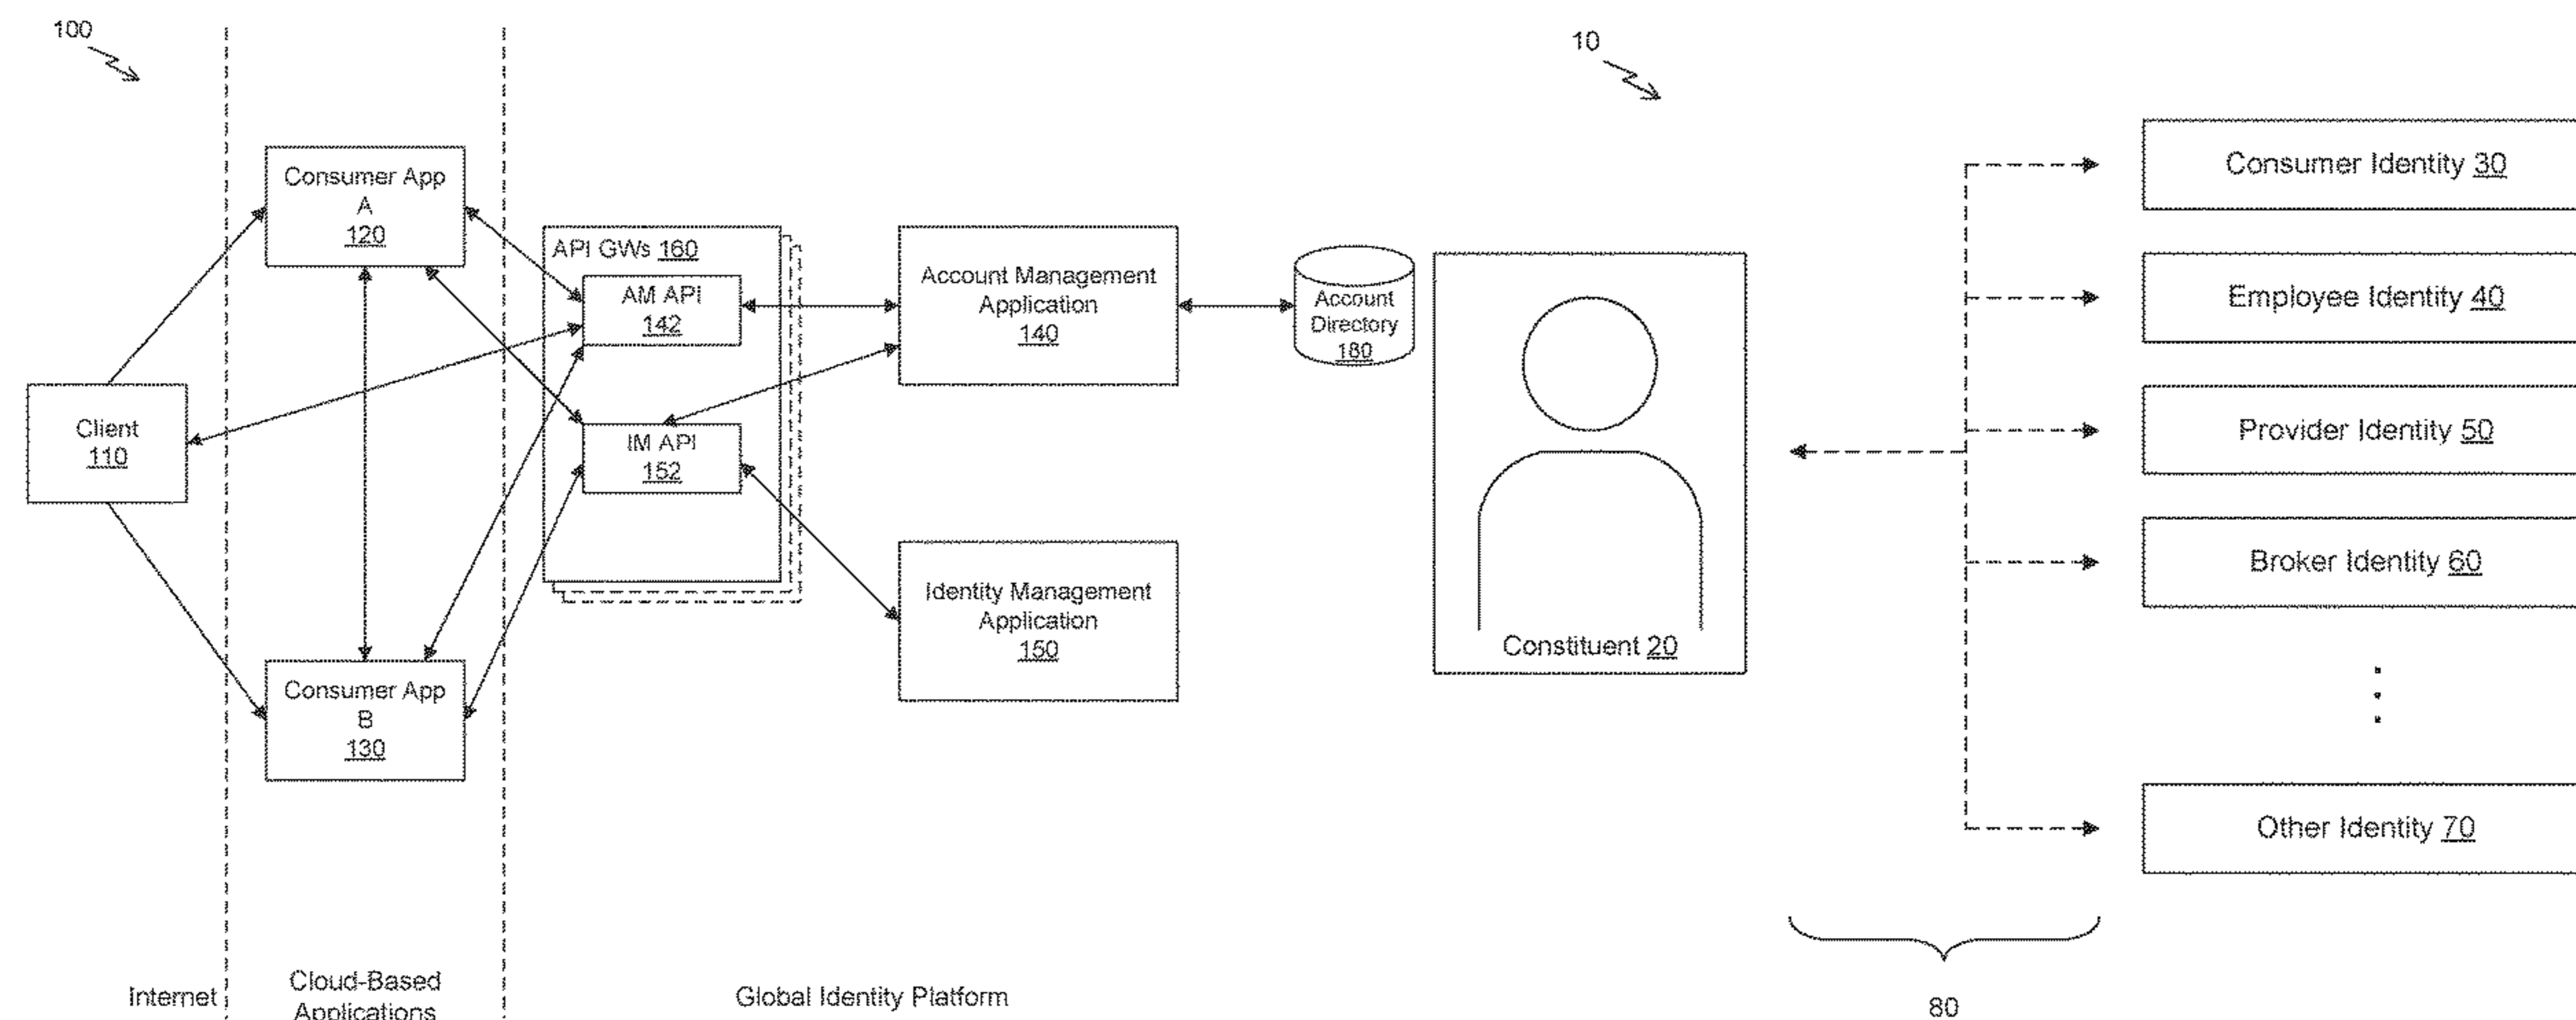 100
Consumer App
A
120
API GWs 160
AM API
142
IM API
152
Account Management
Application
140
Account
Directory
180
Client
110
Identity Management
Application
150
Consumer App
B
130
Internet
Cloud-Based
Applications
Global Identity Platform
10
Constituent 20
Consumer Identity 30
Employee Identity 40
Provider Identity 50
Broker Identity 60
Other Identity 70
80